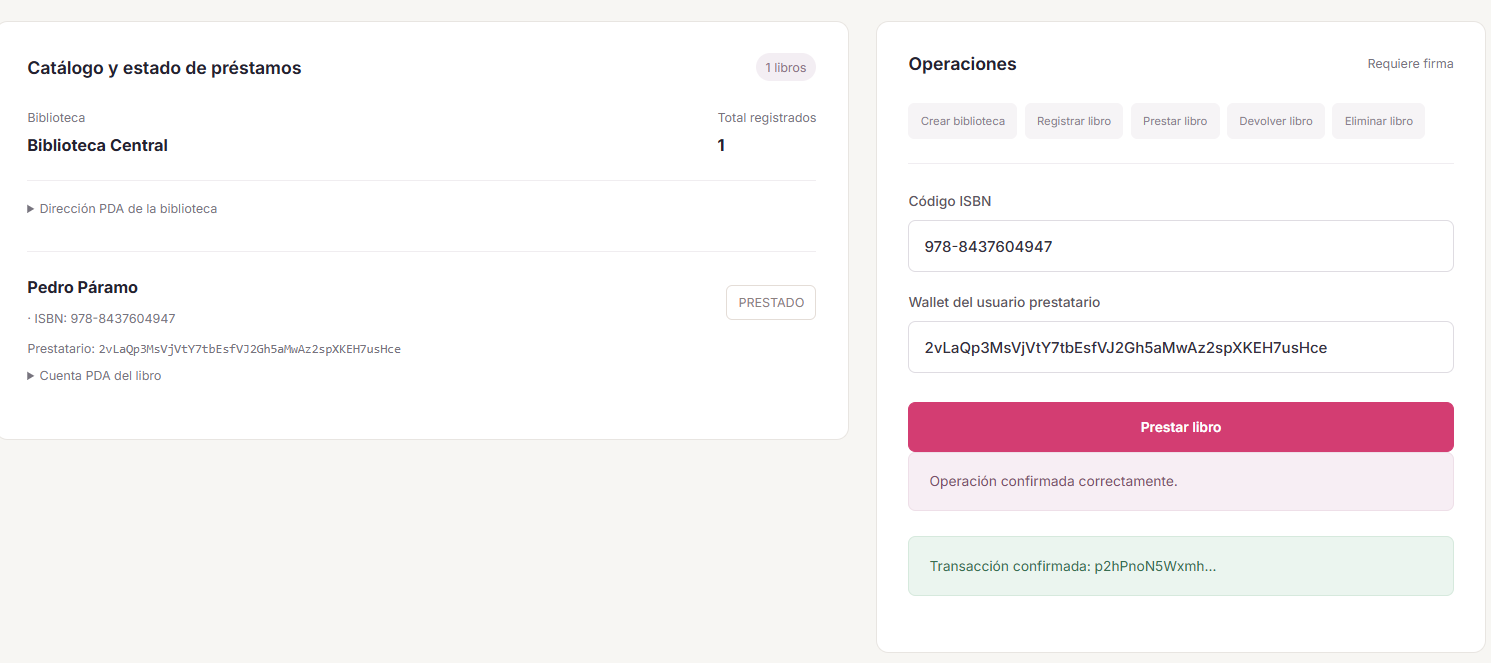 Catálogo y estado de préstamos
1 libros
Biblioteca
Total registrados
Biblioteca Central
1
Dirección PDA de la biblioteca
Pedro Páramo
· ISBN: 978-8437604947
PRESTADO
Prestatario: 2vLaQp3MsVjVtY7tbEsfVJ2Gh5aMwAz2spXKEH7usHce
Cuenta PDA del libro
Operaciones
Requiere firma
Crear biblioteca
Registrar libro
Prestar libro
Devolver libro
Eliminar libro
Código ISBN
978-8437604947
Wallet del usuario prestatario
2vLaQp3MsVjVtY7tbEsfVJ2Gh5aMwAz2spXKEH7usHce
Prestar libro
Operación confirmada correctamente.
Transacción confirmada: p2hPnoN5Wxmh...